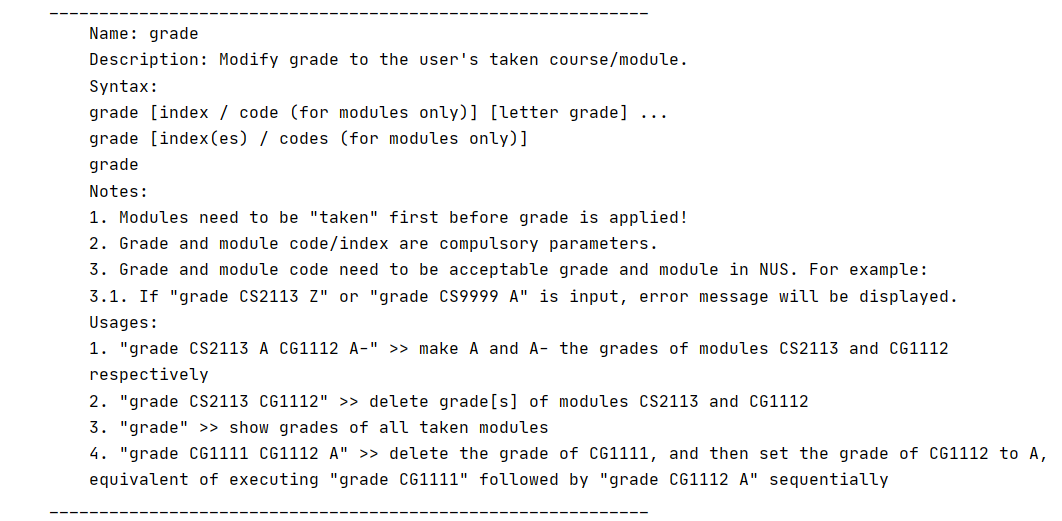 ____________________________________________________________
Name: grade
Description: Modify grade to the user's taken course/module.
Syntax:
grade [index / code (for modules only)] [letter grade] ...
grade [index(es) / codes (for modules only)]
grade
Notes:
1. Modules need to be "taken" first before grade is applied!
2. Grade and module code/index are compulsory parameters.
3. Grade and module code need to be acceptable grade and module in NUS. For example:
3.1. If "grade CS2113 Z" or "grade CS9999 A" is input, error message will be displayed.
Usages:
1. "grade CS2113 A CG1112 A-" >> make A and A- the grades of modules CS2113 and CG1112
respectively
2. "grade CS2113 CG1112" >> delete grade[s] of modules CS2113 and CG1112
3. "grade" >> show grades of all taken modules
4. "grade CG1111 CG1112 A" >> delete the grade of CG1111, and then set the grade of CG1112 to A,
equivalent of executing "grade CG1111" followed by "grade CG1112 A" sequentially
____________________________________________________________